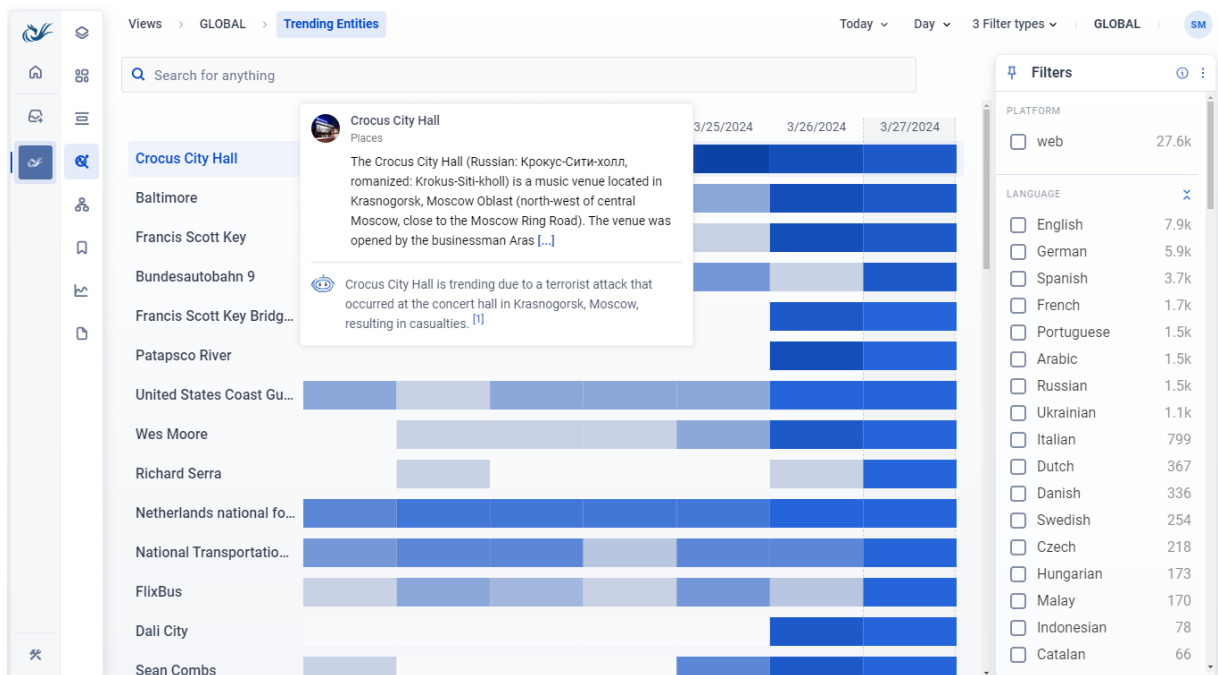 Views > GLOBAL > Trending Entities
Today Day 3 Filter types GLOBAL SM
Search for anything
Crocus City Hall
Places
The Crocus City Hall (Russian: Крокус-Сити-холл,
romanized: Krokus-Siti-kholl) is a music venue located in
Krasnogorsk, Moscow Oblast (north-west of central
Moscow, close to the Moscow Ring Road). The venue was
opened by the businessman Aras [...]
Crocus City Hall is trending due to a terrorist attack that
occurred at the concert hall in Krasnogorsk, Moscow,
resulting in casualties. [1]
3/25/2024 3/26/2024 3/27/2024
Crocus City Hall
Baltimore
Francis Scott Key
Bundesautobahn 9
Francis Scott Key Bridg...
Patapsco River
United States Coast Gu...
Wes Moore
Richard Serra
Netherlands national fo...
National Transportatio...
FlixBus
Dali City
Sean Combs
Filters
PLATFORM
web 27.6k
LANGUAGE
English 7.9k
German 5.9k
Spanish 3.7k
French 1.7k
Portuguese 1.5k
Arabic 1.5k
Russian 1.5k
Ukrainian 1.1k
Italian 799
Dutch 367
Danish 336
Swedish 254
Czech 218
Hungarian 173
Malay 170
Indonesian 78
Catalan 66